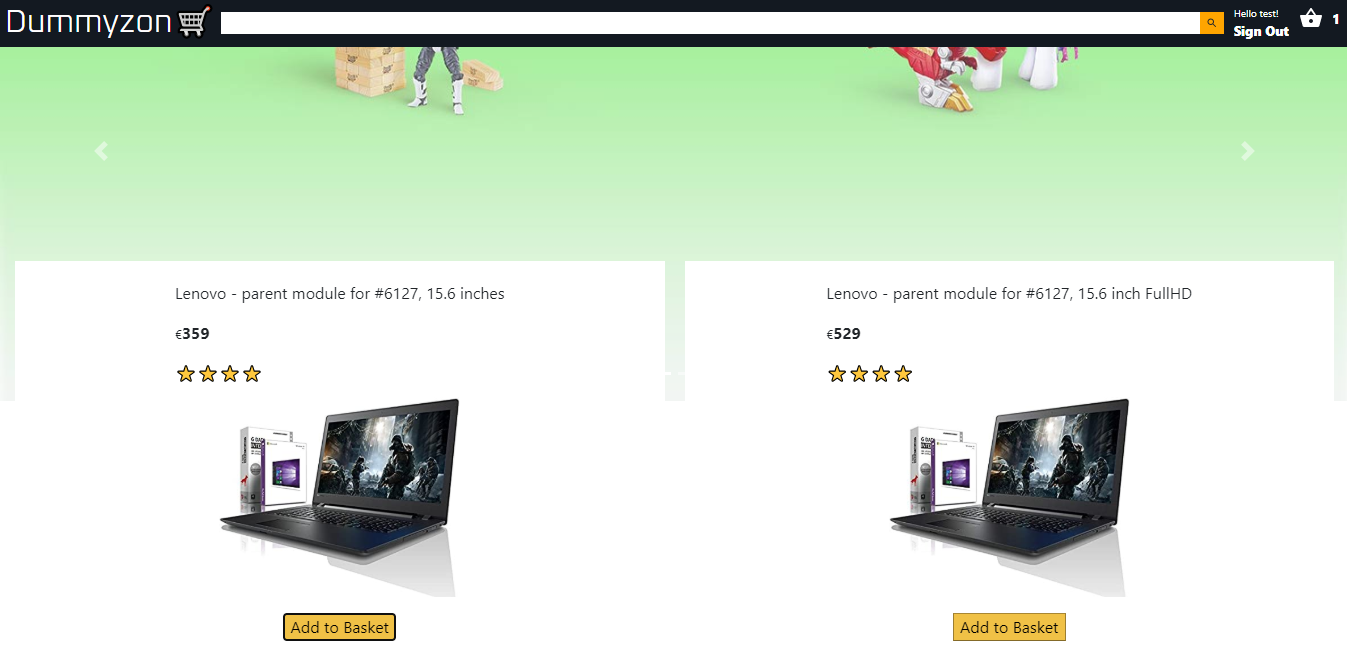 Dummyzon
Hello test!
Sign Out
1
Lenovo - parent module for #6127, 15.6 inches
€359
Lenovo - parent module for #6127, 15.6 inch FullHD
€529
Add to Basket
Add to Basket